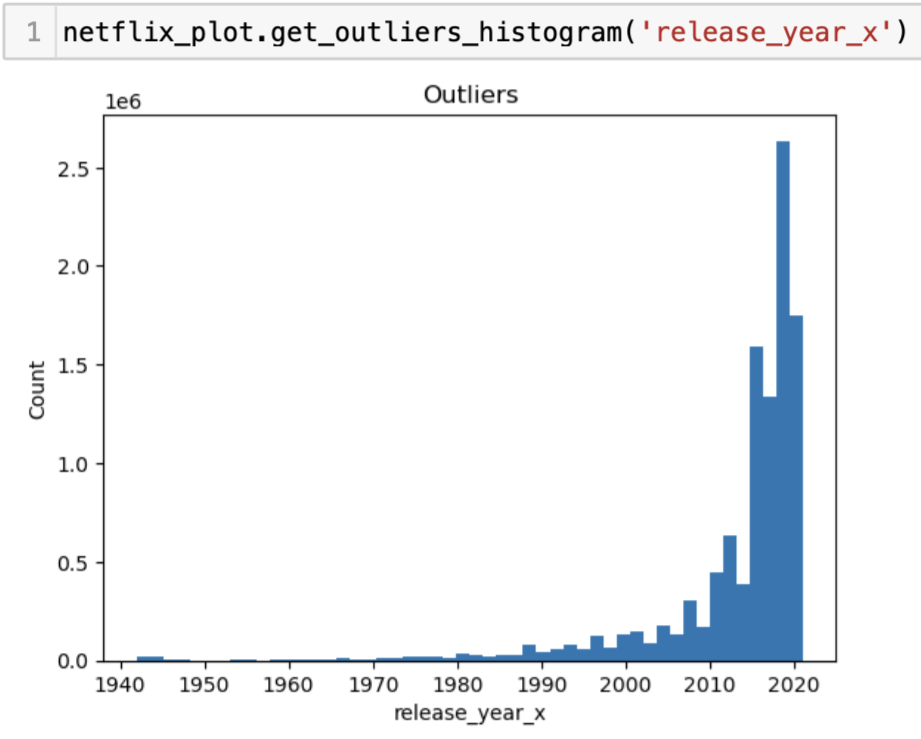 1 netflix_plot.get_outliers_histogram('release_year_x')
Outliers
1e6
2.5
2.0
1.5
1.0
0.5
0.0
Count
1940 1950 1960 1970 1980 1990 2000 2010 2020
release_year_x